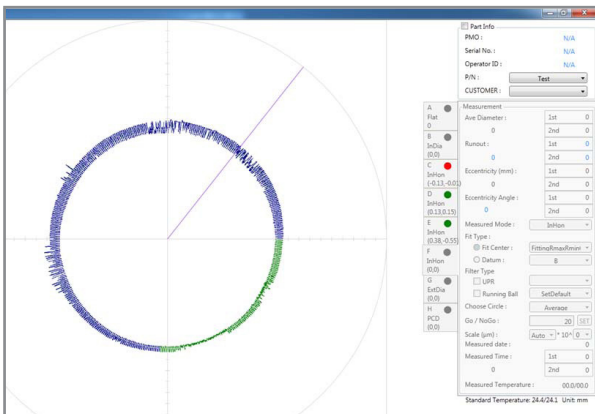 Part Info
PMO : N/A
Serial No. : N/A
Operator ID : N/A
P/N : Test
CUSTOMER :
A
Flat
0
B
InDia
(0,0)
C
InHon
(-0.13,-0.01)
D
InHon
(0.13,0.15)
E
InHon
(0.38,-0.55)
F
InHon
(0,0)
G
ExtDia
(0,0)
H
PCD
(0,0)
Measurement
Ave Diameter : 1st 0
0 2nd 0
Runout : 1st 0
0 2nd 0
Eccentricity (mm) : 1st 0
0 2nd 0
Eccentricity Angle : 1st 0
0 2nd 0
Measured Mode : InHon
Fit Type :
Fit Center : FittingRmaxRmini
Datum : B
Filter Type
UPR
Running Ball SetDefault
Choose Circle : Average
Go / NoGo : 20 SET
Scale (μm) : Auto * 10^ 0
Measured date : 0
Measured Time : 1st 0
0 2nd 0
Measured Temperature : 00.0/00.0
Standard Temperature: 24.4/24.1 Unit: mm